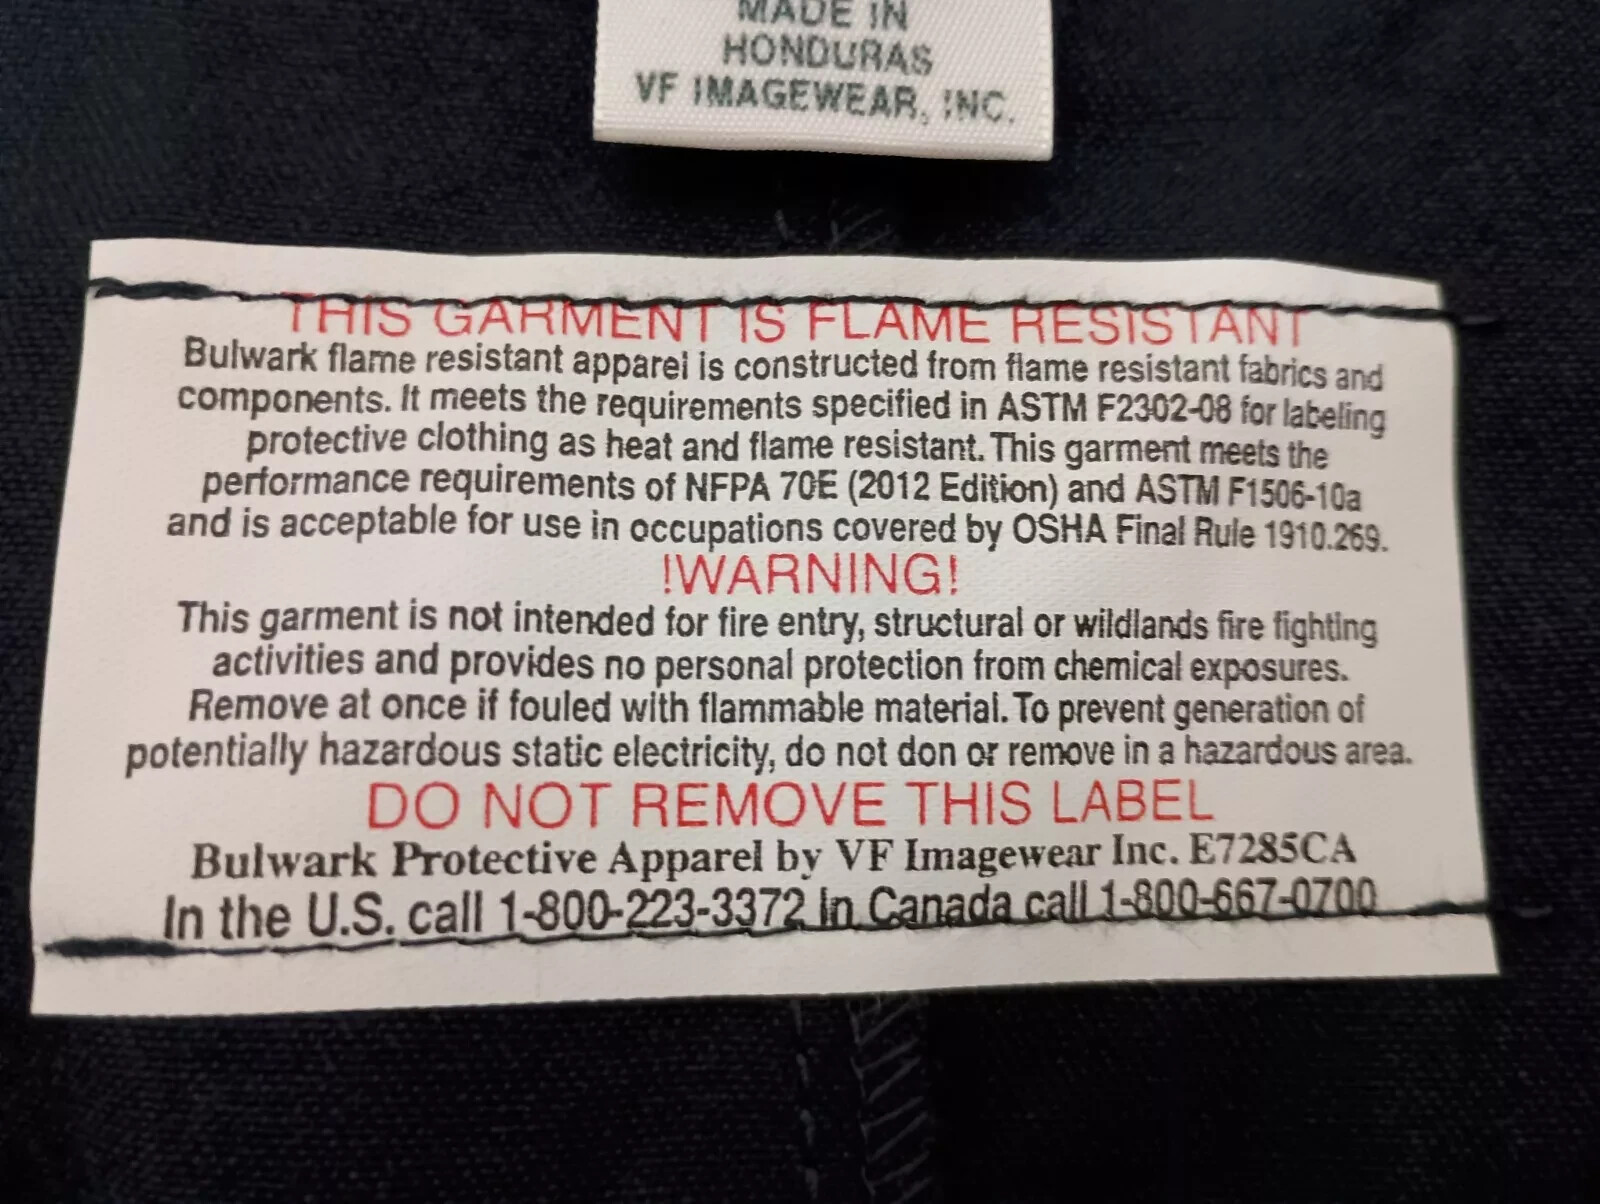 MADE IN
HONDURAS
VF IMAGEWEAR, INC.
THIS GARMENT IS FLAME RESISTANT
Bulwark flame resistant apparel is constructed from flame resistant fabrics and
components. It meets the requirements specified in ASTM F2302-08 for labeling
protective clothing as heat and flame resistant. This garment meets the
performance requirements of NFPA 70E (2012 Edition) and ASTM F1506-10a
and is acceptable for use in occupations covered by OSHA Final Rule 1910.269.
!WARNING!
This garment is not intended for fire entry, structural or wildlands fire fighting
activities and provides no personal protection from chemical exposures.
Remove at once if fouled with flammable material. To prevent generation of
potentially hazardous static electricity, do not don or remove in a hazardous area.
DO NOT REMOVE THIS LABEL
Bulwark Protective Apparel by VF Imagewear Inc. E7285CA
In the U.S. call 1-800-223-3372 In Canada call 1-800-667-0700